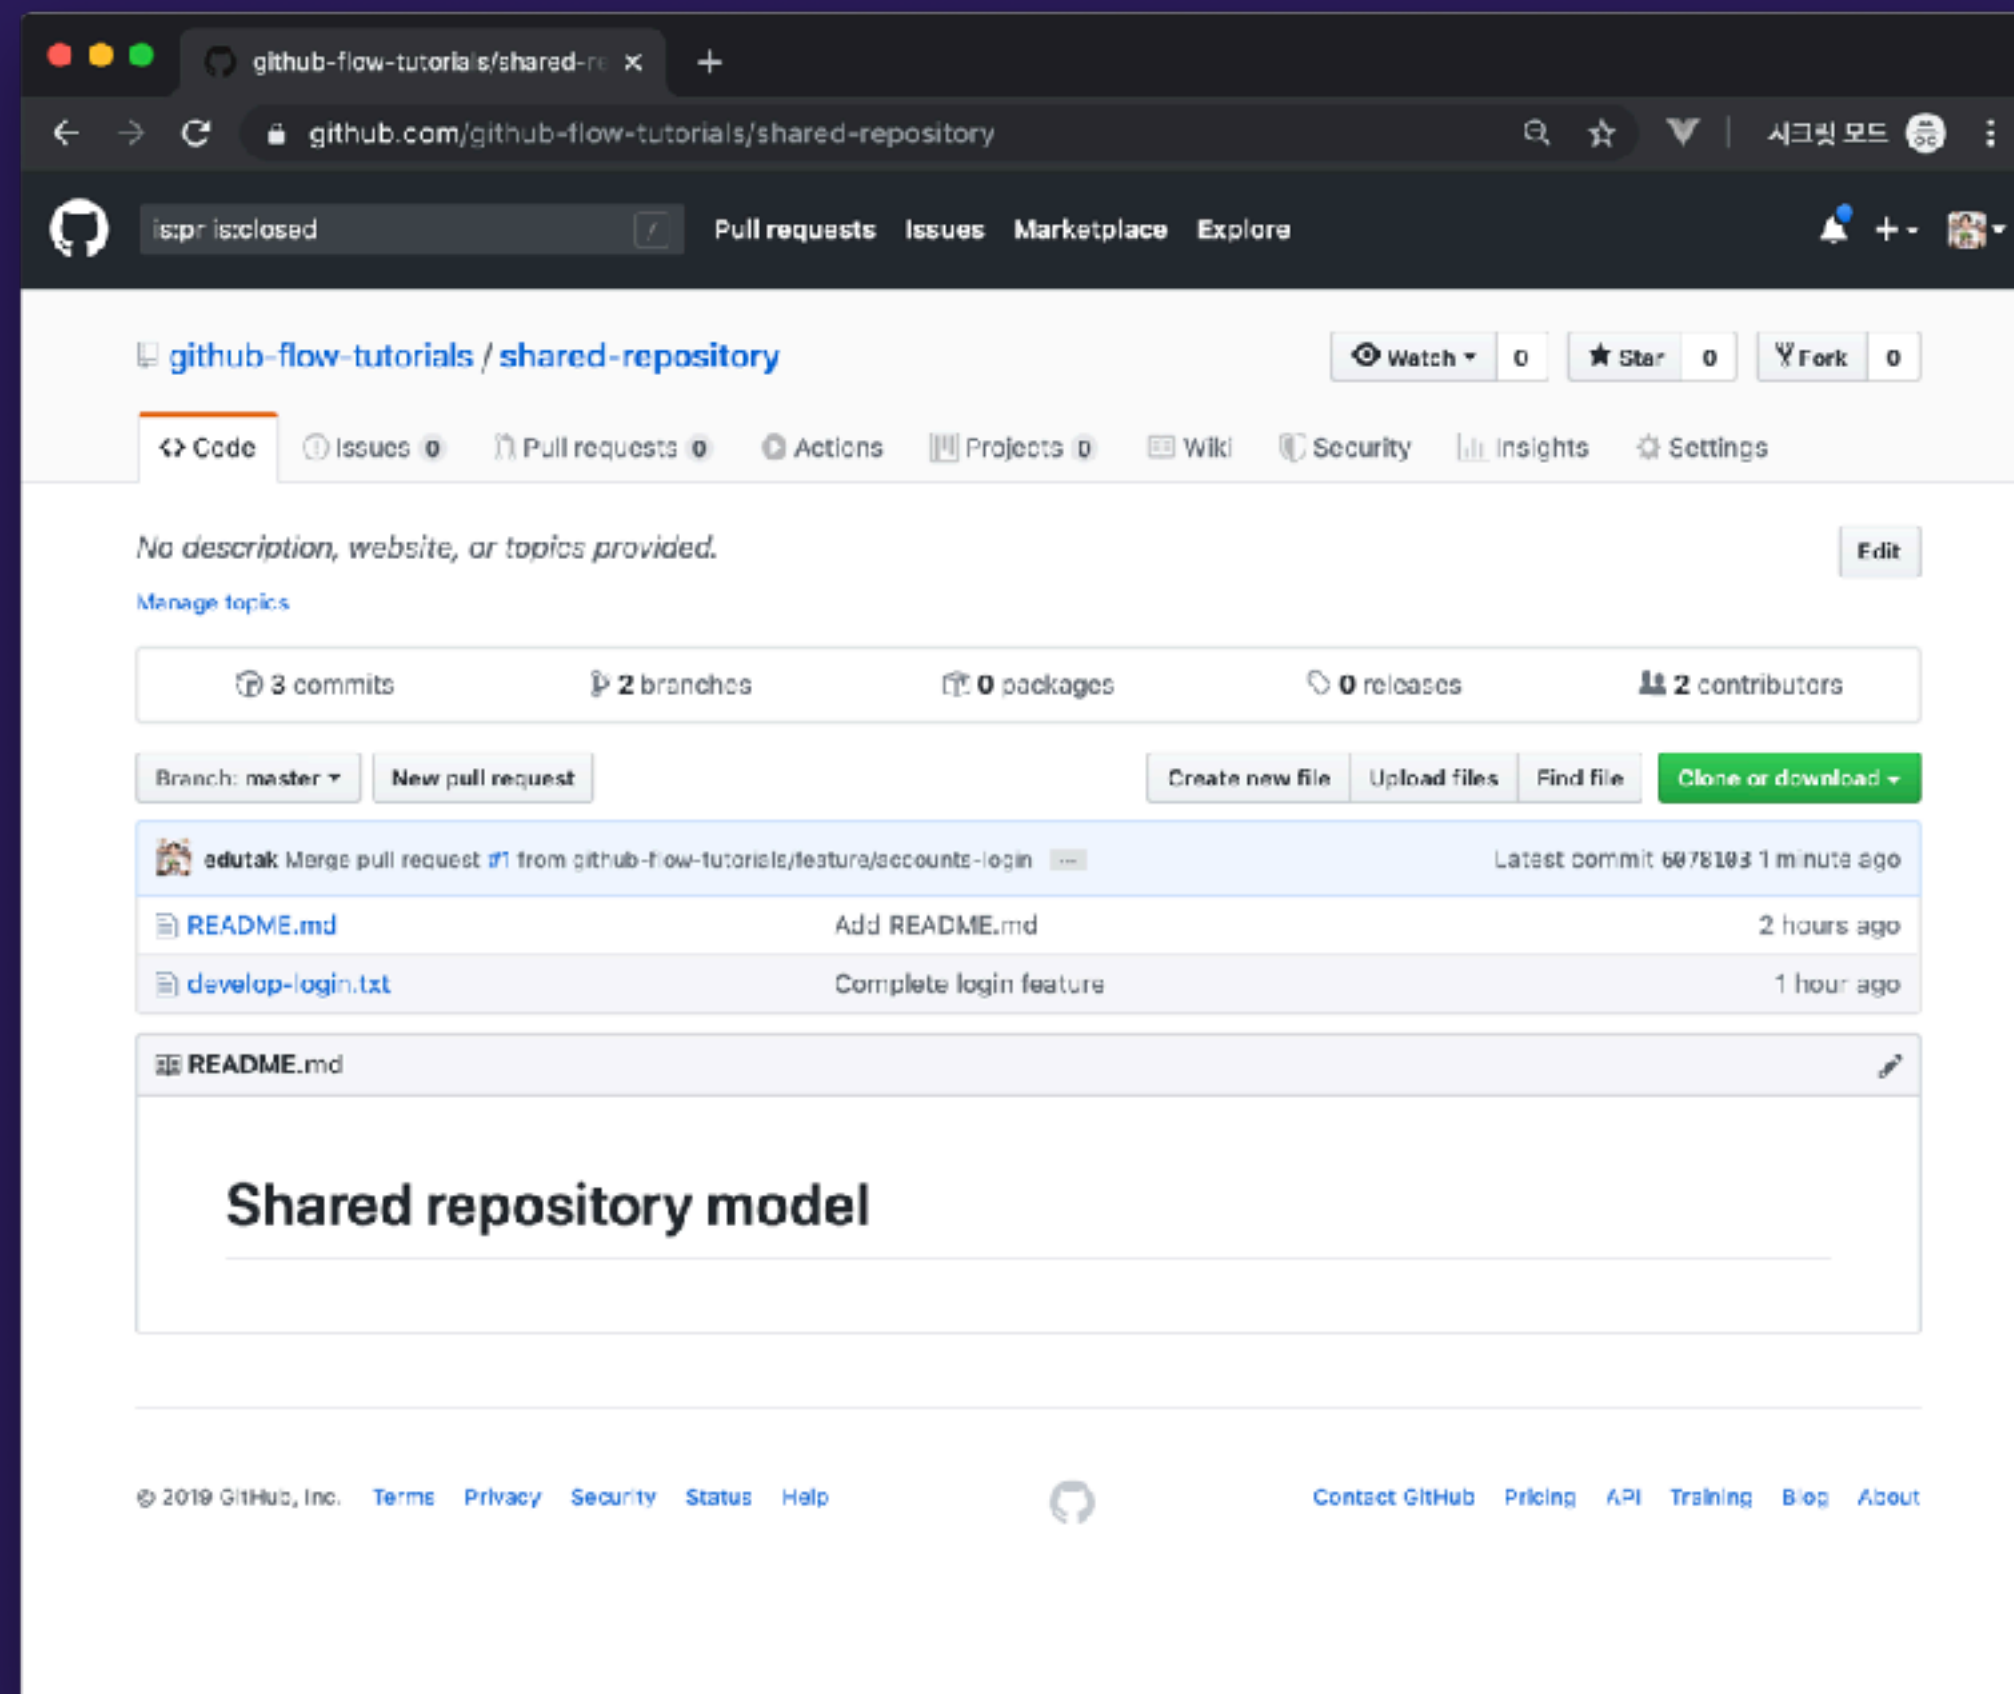 github-flow-tutorials/shared-re
github.com/github-flow-tutorials/shared-repository 시크릿 모드
is:pr is:closed / Pull requests Issues Marketplace Explore
github-flow-tutorials / shared-repository Watch 0 Star 0 Fork 0
Code Issues 0 Pull requests 0 Actions Projects 0 Wiki Security Insights Settings
No description, website, or topics provided. Edit
Manage topics
3 commits 2 branches 0 packages 0 releases 2 contributors
Branch: master New pull request Create new file Upload files Find file Clone or download
edutak Merge pull request #1 from github-flow-tutorials/feature/accounts-login ... Latest commit 6078103 1 minute ago
README.md Add README.md 2 hours ago
develop-login.txt Complete login feature 1 hour ago
README.md
Shared repository model
© 2019 GitHub, Inc. Terms Privacy Security Status Help Contact GitHub Pricing API Training Blog About